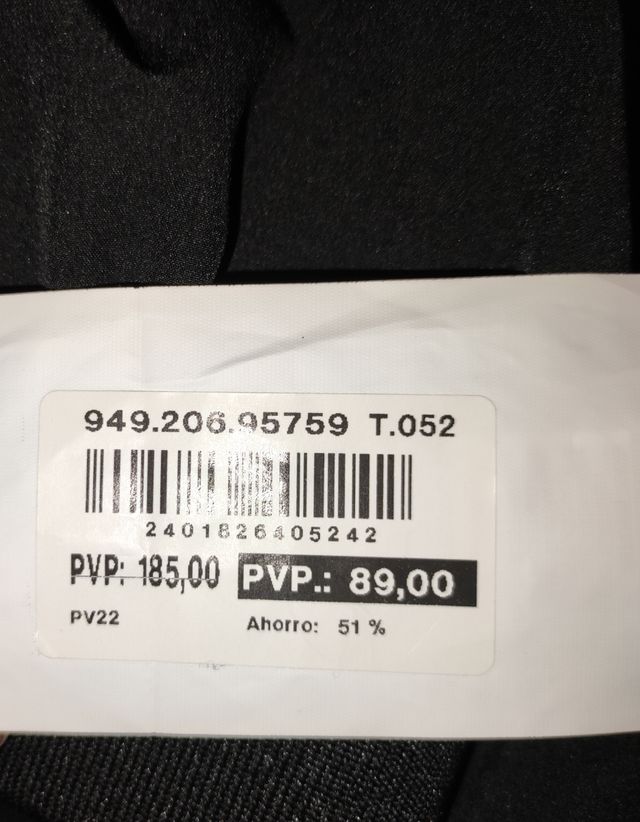 949.206.95759 T.052
2401826405242
PVP: 185,00 PVP.: 89,00
PV22 Ahorro: 51 %